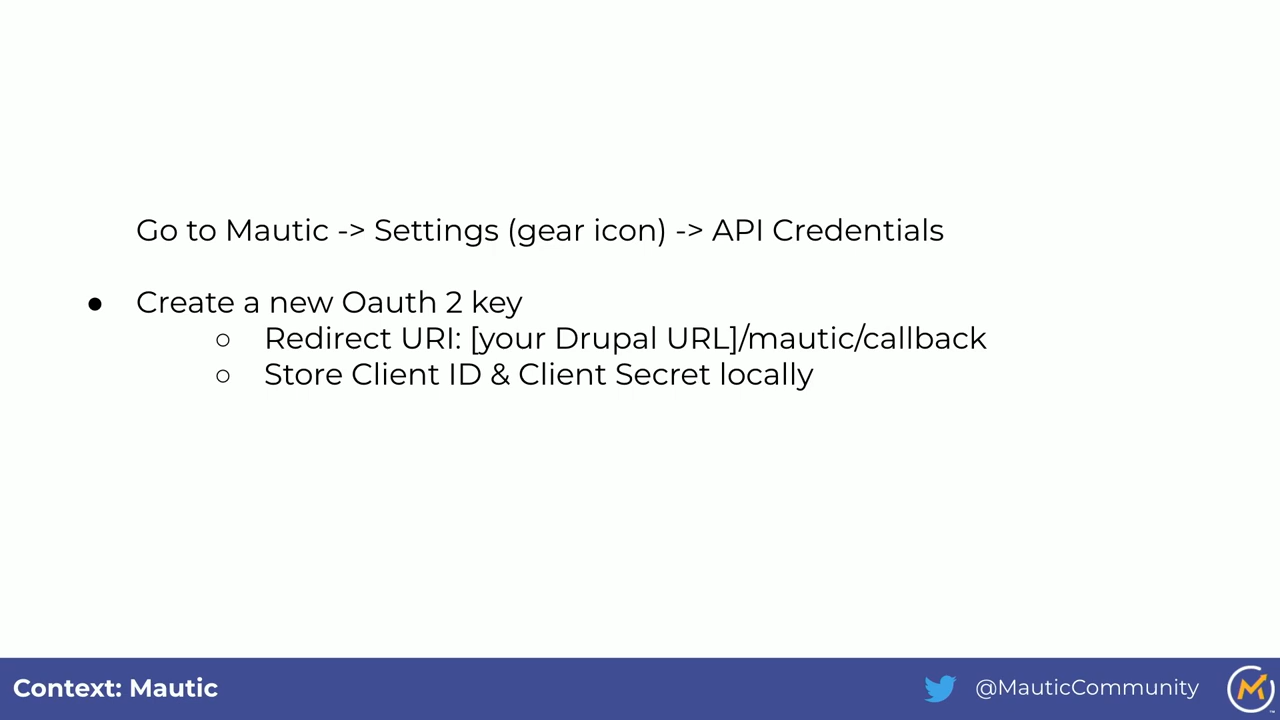 Go to Mautic -> Settings (gear icon) -> API Credentials
● Create a new Oauth 2 key
○ Redirect URI: [your Drupal URL]/mautic/callback
○ Store Client ID & Client Secret locally
Context: Mautic
@MauticCommunity